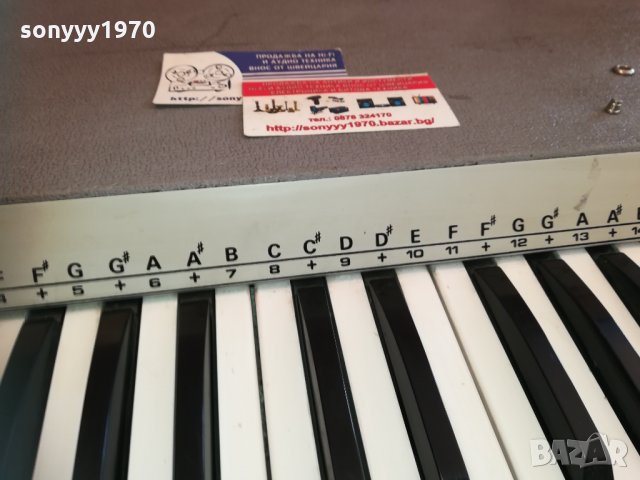 sonyyy1970
ПРОДАЖБА НА HI-FI
И АУДИО ТЕХНИКА
ВНОС ОТ ШВЕЙЦАРИЯ
http://sony
тел.: 0878 324170
http://sonyyy1970.bazar.bg/
F# G G# A A# B C C# D D# E F F# G G# A A#
4 + 5 + 6 + 7 8 + 9 + 10 11 + 12 + 13 + 14
BAZAR